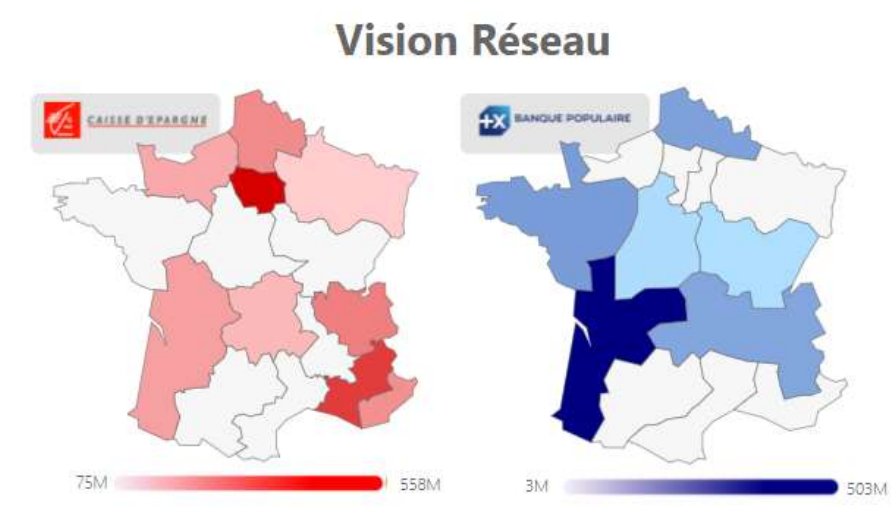 Vision Réseau
CAISSE D'EPARGNE
BANQUE POPULAIRE
75M
558M
3M
503M